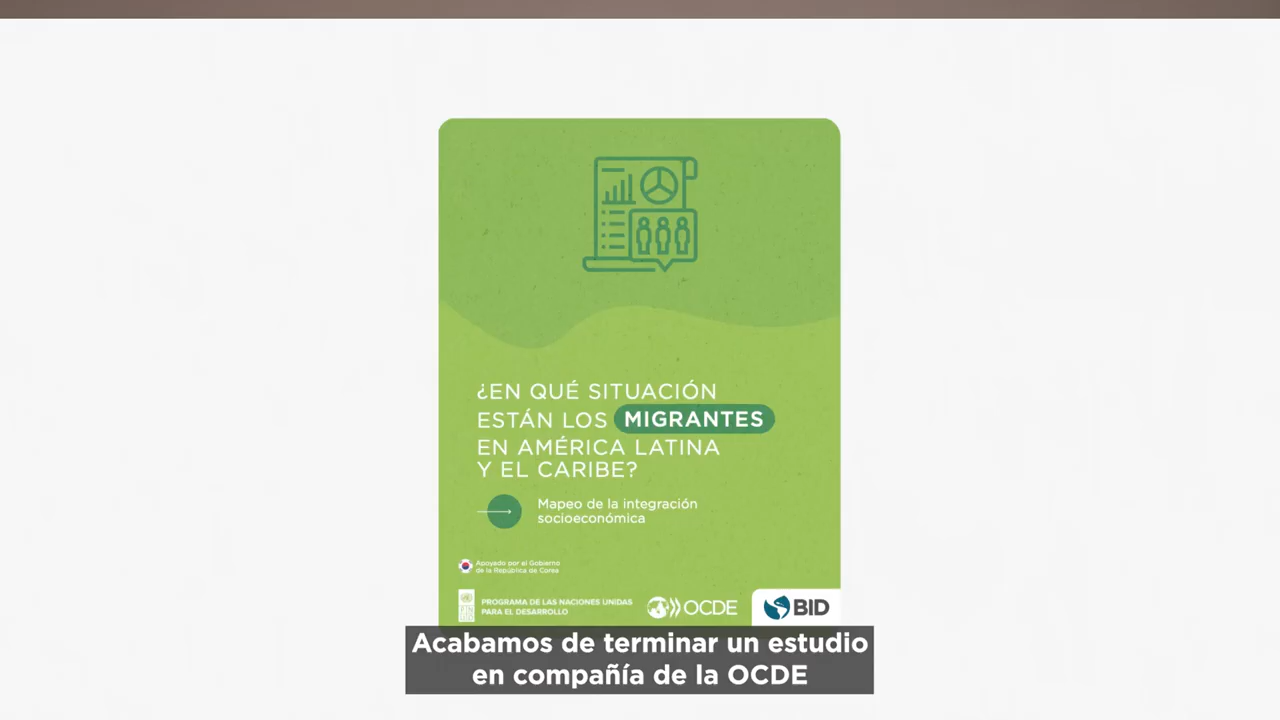 ¿EN QUÉ SITUACIÓN
ESTÁN LOS MIGRANTES
EN AMÉRICA LATINA
Y EL CARIBE?
Mapeo de la integración
socioeconómica
Apoyado por el Gobierno
de la República de Corea
PROGRAMA DE LAS NACIONES UNIDAS
PARA EL DESARROLLO
OCDE
BID
Acabamos de terminar un estudio
en compañía de la OCDE